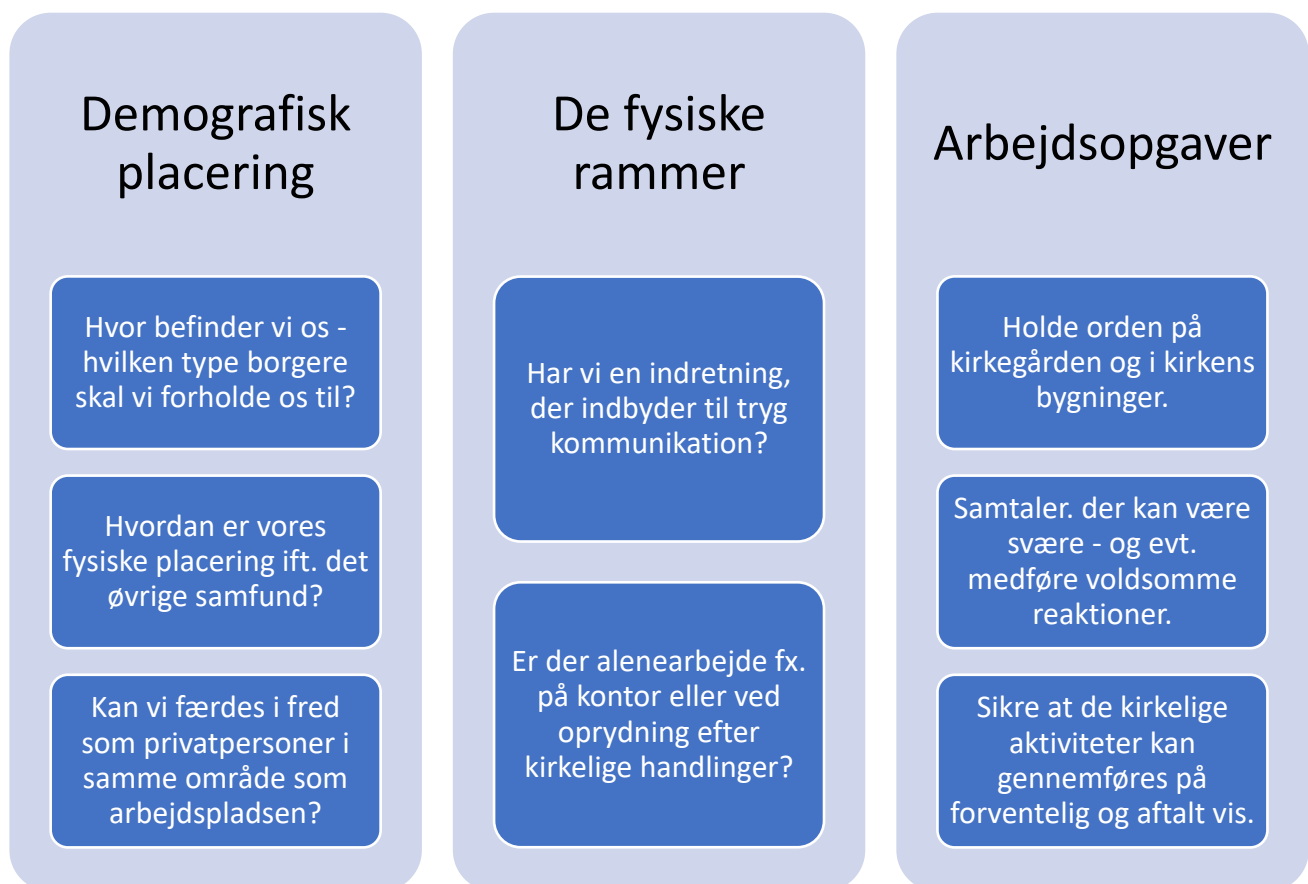 Demografisk
placering
Hvor befinder vi os -
hvilken type borgere
skal vi forholde os til?
Hvordan er vores
fysiske placering ift. det
øvrige samfund?
Kan vi færdes i fred
som privatpersoner i
samme område som
arbejdspladsen?
De fysiske
rammer
Har vi en indretning,
der indbyder til tryg
kommunikation?
Er der alenearbejde fx.
på kontor eller ved
oprydning efter
kirkelige handlinger?
Arbejdsopgaver
Holde orden på
kirkegården og i kirkens
bygninger.
Samtaler. der kan være
svære - og evt.
medføre voldsomme
reaktioner.
Sikre at de kirkelige
aktiviteter kan
gennemføres på
forventelig og aftalt vis.